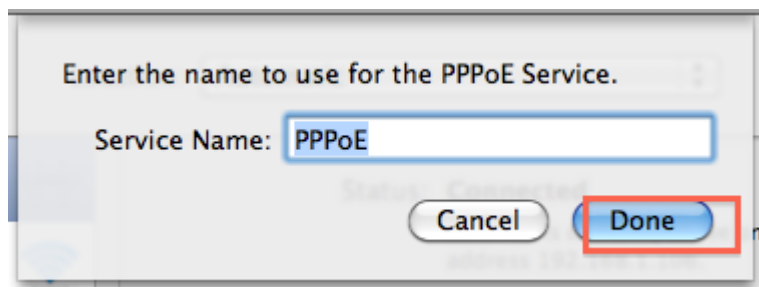 Enter the name to use for the PPPoE Service.
Service Name: PPPoE
Status: Connected
Cancel Done
address 192.168.1.106.